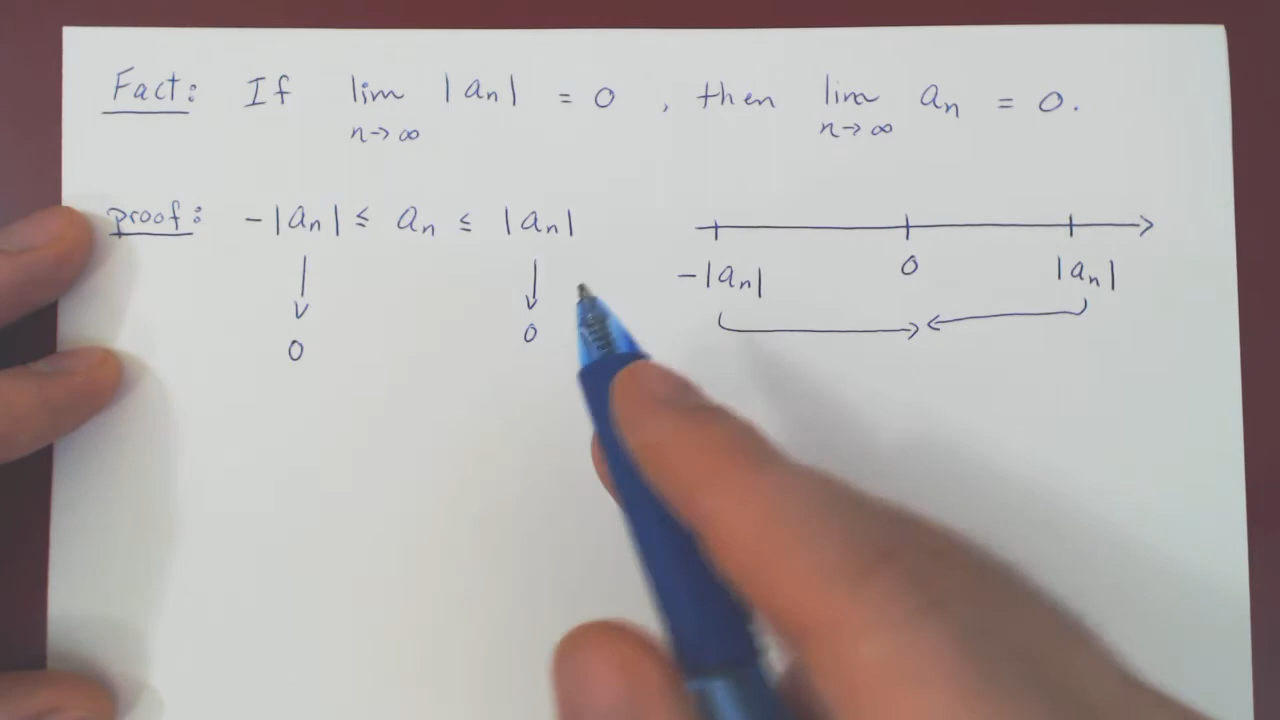 Fact: If lim |an| = 0, then lim an = 0.
n→∞ n→∞
proof: -|an| ≤ an ≤ |an|
-|an| 0 |an|
0 0